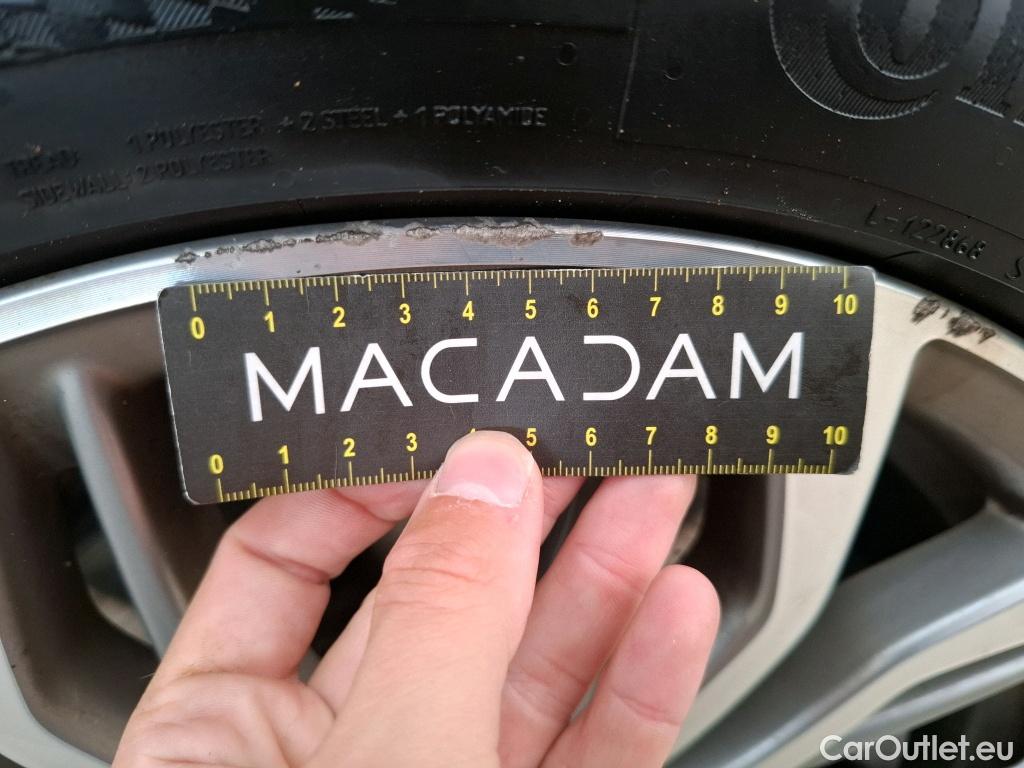 TREAD 1 POLYESTER + 2 STEEL + 1 POLYAMIDE
SIDEWALL 2 POLYESTER
L-122868 S
0 1 2 3 4 5 6 7 8 9 10
MACADAM
0 1 2 3 4 5 6 7 8 9 10
CarOutlet.eu